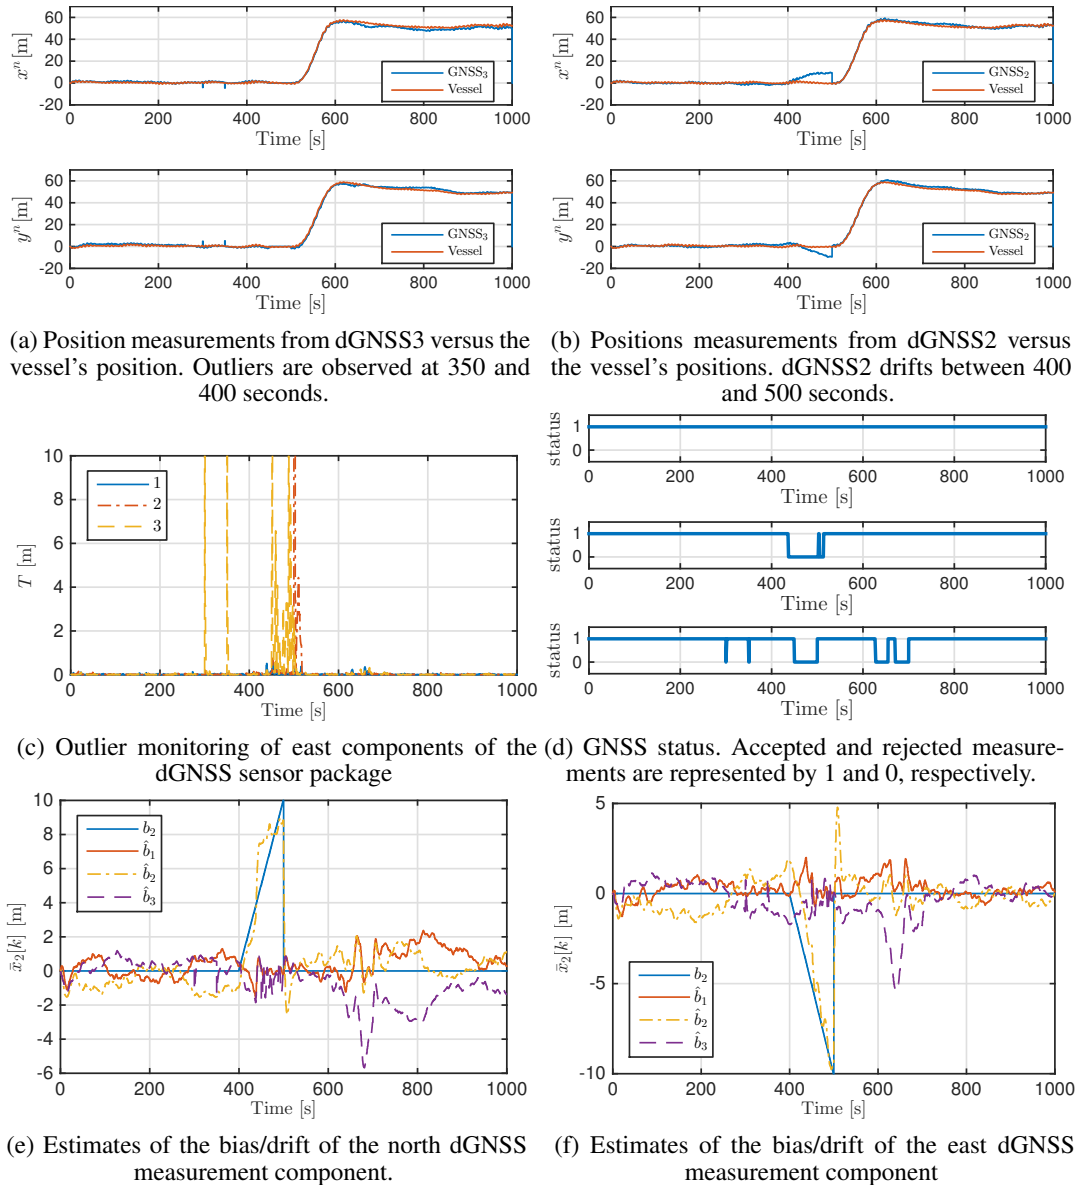 60
40
20
0
-20
x^n [m]
GNSS₃
Vessel
0 200 400 600 800 1000
Time [s]
60
40
20
0
-20
y^n [m]
GNSS₃
Vessel
0 200 400 600 800 1000
Time [s]
60
40
20
0
-20
x^n [m]
GNSS₂
Vessel
0 200 400 600 800 1000
Time [s]
60
40
20
0
-20
y^n [m]
GNSS₂
Vessel
0 200 400 600 800 1000
Time [s]
(a) Position measurements from dGNSS3 versus the
vessel's position. Outliers are observed at 350 and
400 seconds.
(b) Positions measurements from dGNSS2 versus
the vessel's positions. dGNSS2 drifts between 400
and 500 seconds.
10
8
6
4
2
0
T [m]
1
2
3
0 200 400 600 800 1000
Time [s]
status
1
0
0 200 400 600 800 1000
Time [s]
status
1
0
0 200 400 600 800 1000
Time [s]
status
1
0
0 200 400 600 800 1000
Time [s]
(c) Outlier monitoring of east components of the
dGNSS sensor package
(d) GNSS status. Accepted and rejected measure-
ments are represented by 1 and 0, respectively.
10
8
6
4
2
0
-2
-4
-6
x̄₂[k] [m]
b₂
b̂₁
b̂₂
b̂₃
0 200 400 600 800 1000
Time [s]
5
0
-5
-10
x̄₂[k] [m]
b₂
b̂₁
b̂₂
b̂₃
0 200 400 600 800 1000
Time [s]
(e) Estimates of the bias/drift of the north dGNSS
measurement component.
(f) Estimates of the bias/drift of the east dGNSS
measurement component